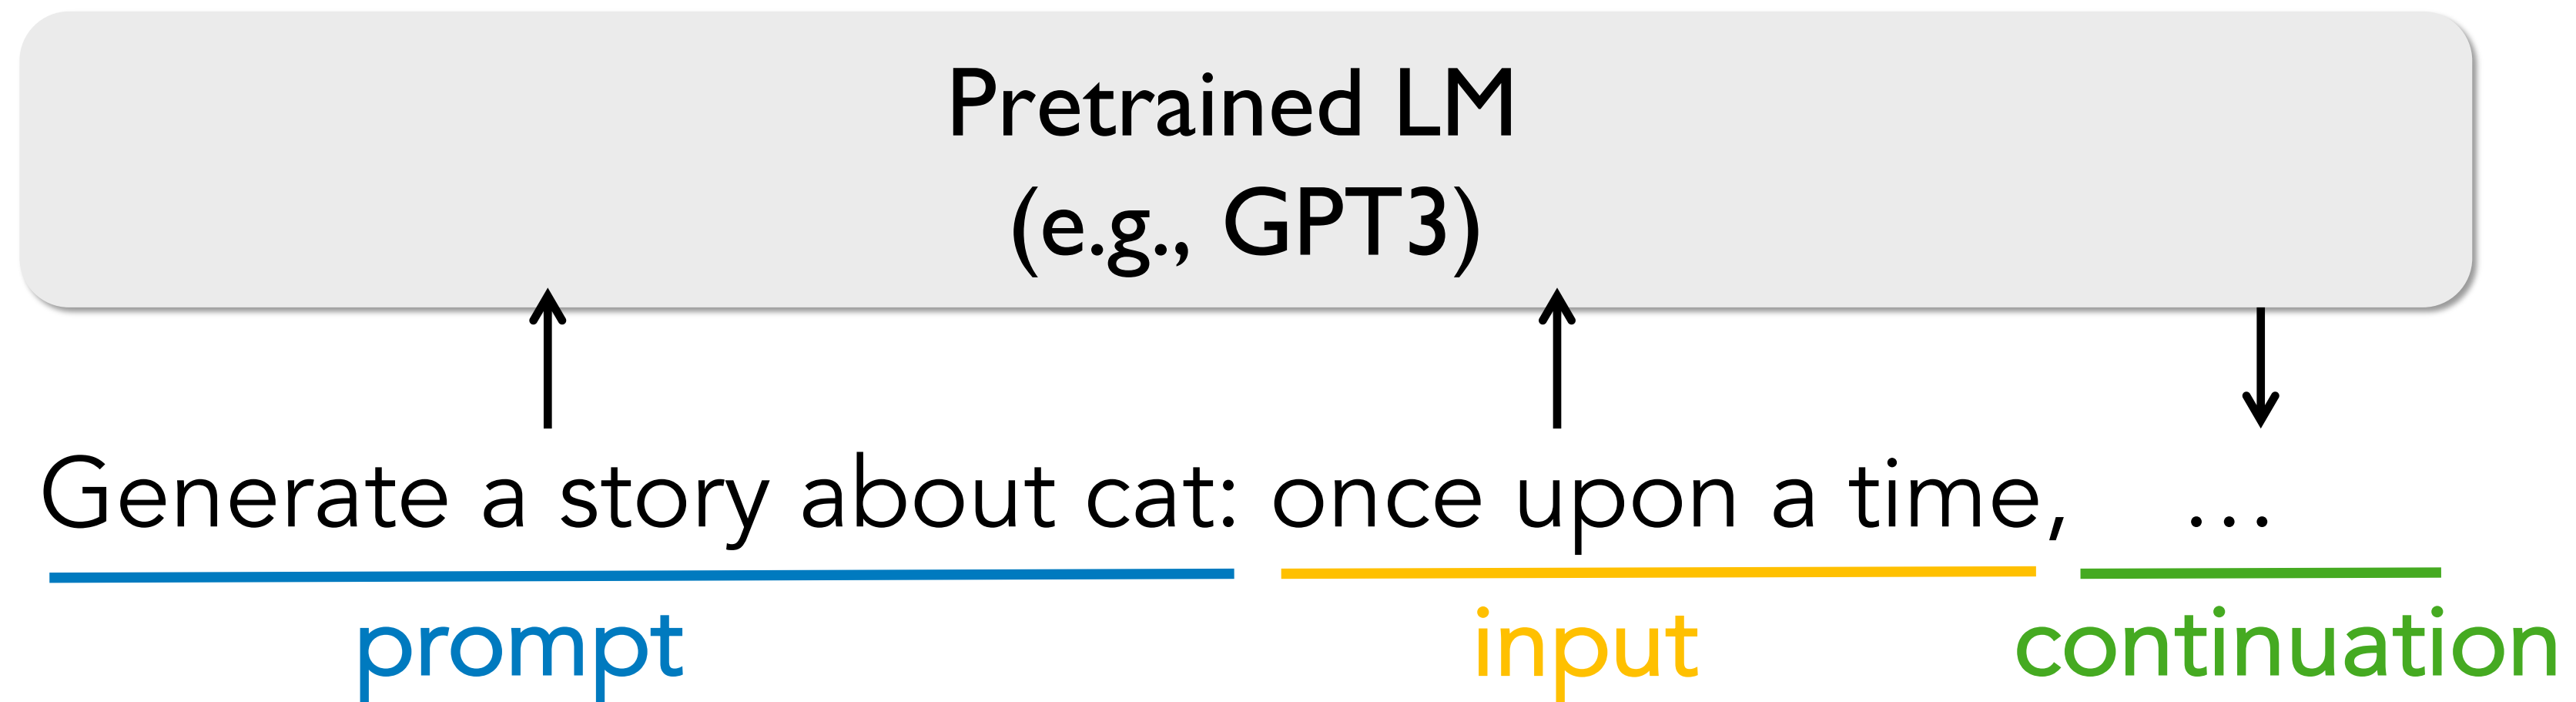 Pretrained LM
(e.g., GPT3)
Generate a story about cat: once upon a time, ...
prompt input continuation